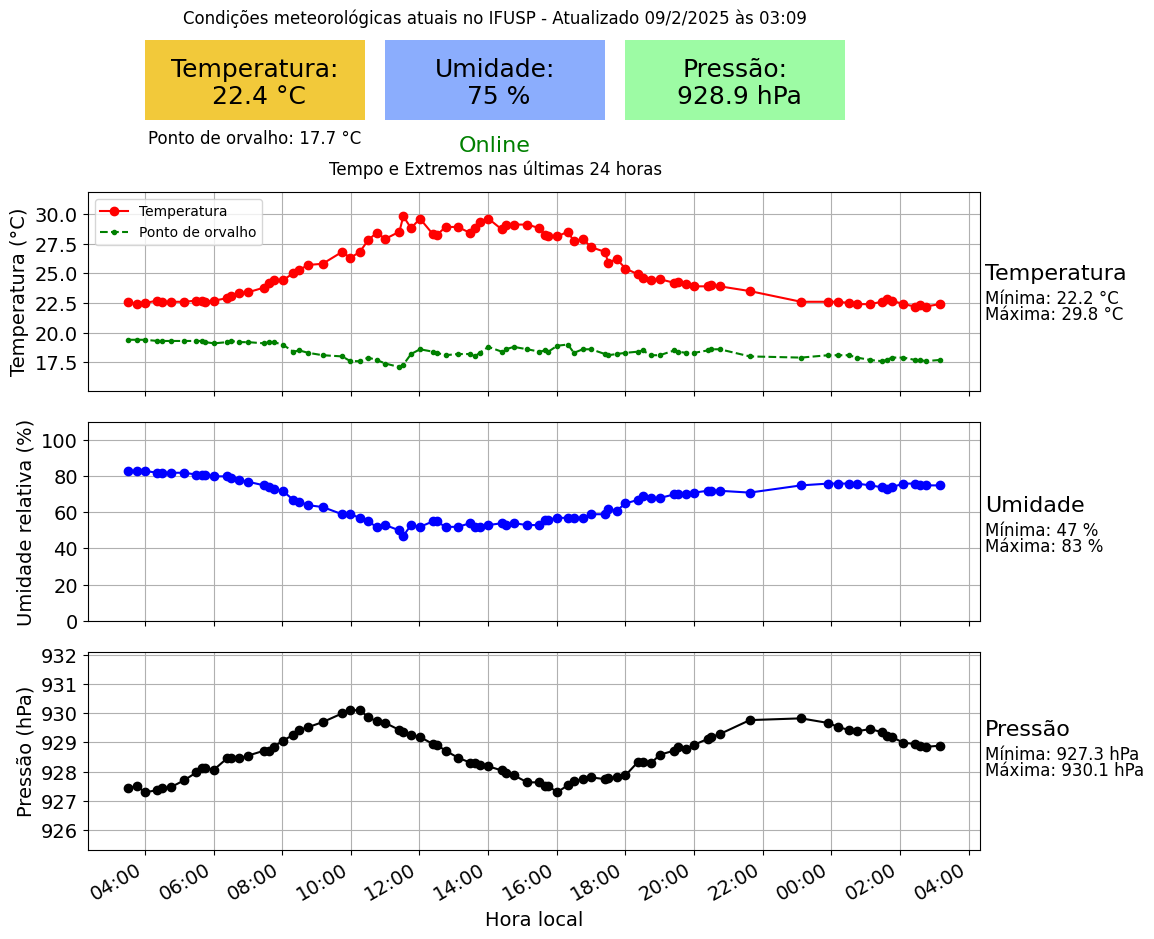 Condições meteorológicas atuais no IFUSP - Atualizado 09/2/2025 às 03:09
Temperatura:
22.4 °C
Umidade:
75 %
Pressão:
928.9 hPa
Ponto de orvalho: 17.7 °C
Online
Tempo e Extremos nas últimas 24 horas
Temperatura (°C)
30.0
27.5
25.0
22.5
20.0
17.5
Temperatura
Ponto de orvalho
Temperatura
Mínima: 22.2 °C
Máxima: 29.8 °C
Umidade relativa (%)
100
80
60
40
20
0
Umidade
Mínima: 47 %
Máxima: 83 %
Pressão (hPa)
932
931
930
929
928
927
926
Pressão
Mínima: 927.3 hPa
Máxima: 930.1 hPa
04:00
06:00
08:00
10:00
12:00
14:00
16:00
18:00
20:00
22:00
00:00
02:00
04:00
Hora local